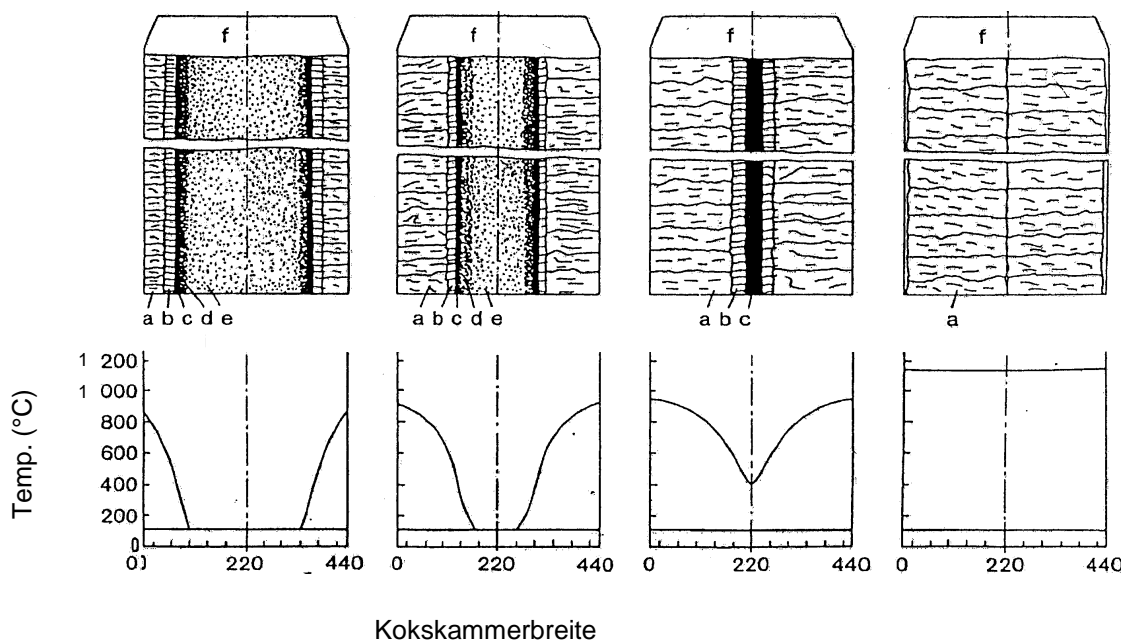 f f f f
a b c d e a b c d e a b c a
1 200
1 000
800
600
400
200
0
0 220 440 0 220 440 0 220 440 0 220 440
Temp. (°C)
Kokskammerbreite